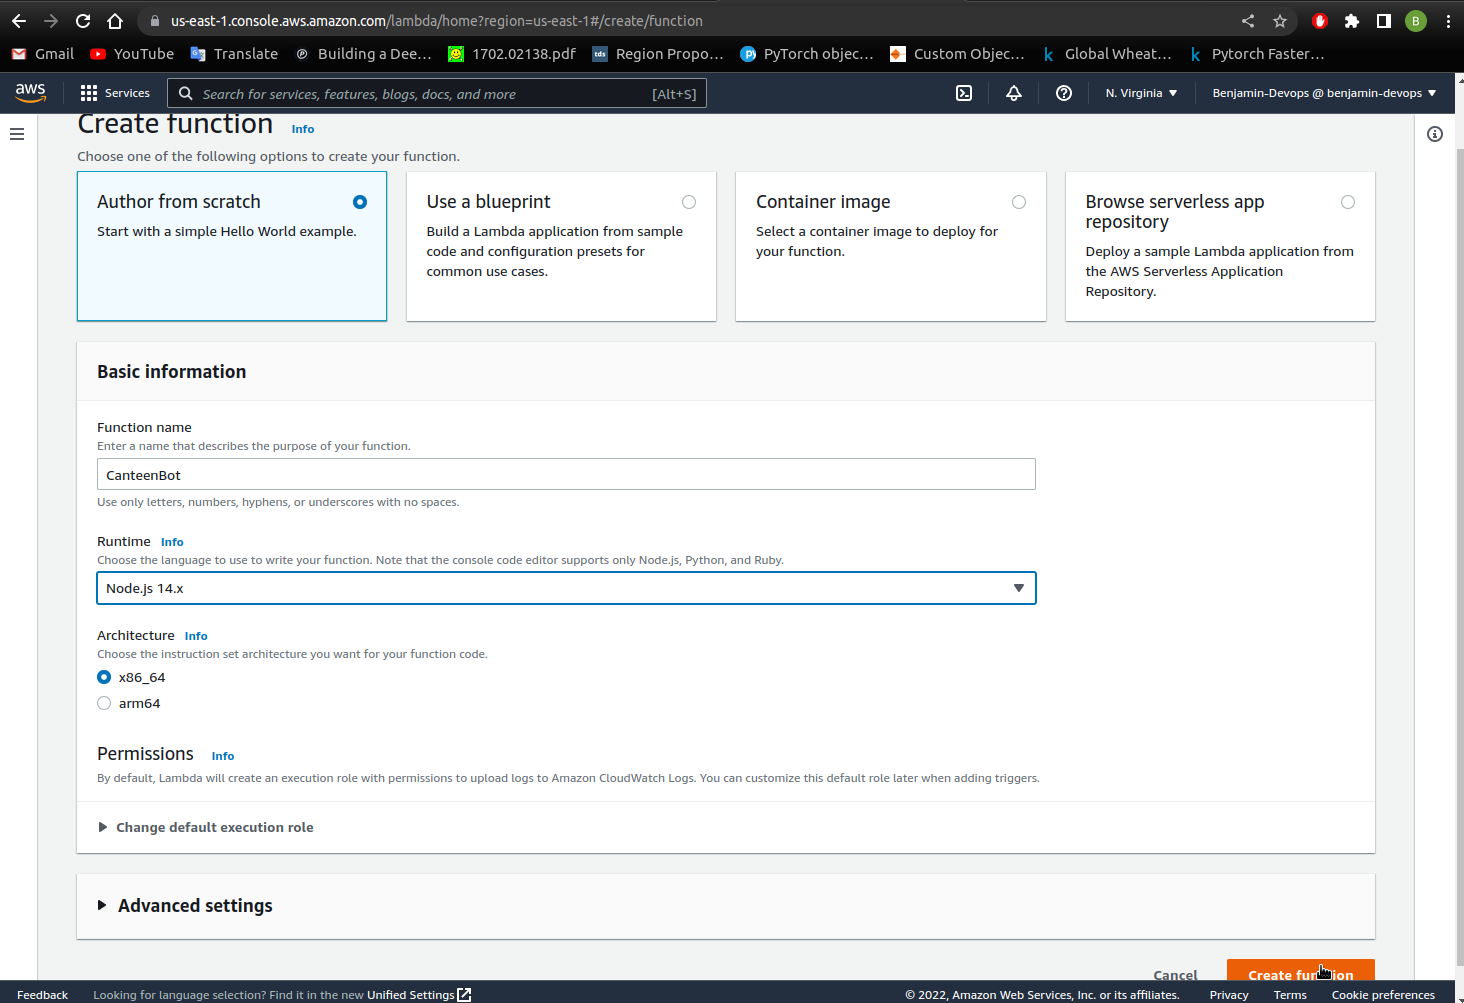 us-east-1.console.aws.amazon.com/lambda/home?region=us-east-1#/create/function
B
Gmail YouTube Translate Building a Dee... 1702.02138.pdf tds Region Propo... PyTorch objec... Custom Objec... k Global Wheat... k Pytorch Faster...
aws Services Search for services, features, blogs, docs, and more [Alt+S] N. Virginia Benjamin-Devops @ benjamin-devops
Create function Info
Choose one of the following options to create your function.
Author from scratch
Start with a simple Hello World example.
Use a blueprint
Build a Lambda application from sample
code and configuration presets for
common use cases.
Container image
Select a container image to deploy for
your function.
Browse serverless app
repository
Deploy a sample Lambda application from
the AWS Serverless Application
Repository.
Basic information
Function name
Enter a name that describes the purpose of your function.
CanteenBot
Use only letters, numbers, hyphens, or underscores with no spaces.
Runtime Info
Choose the language to use to write your function. Note that the console code editor supports only Node.js, Python, and Ruby.
Node.js 14.x
Architecture Info
Choose the instruction set architecture you want for your function code.
x86_64
arm64
Permissions Info
By default, Lambda will create an execution role with permissions to upload logs to Amazon CloudWatch Logs. You can customize this default role later when adding triggers.
Change default execution role
Advanced settings
Cancel Create function
Feedback Looking for language selection? Find it in the new Unified Settings © 2022, Amazon Web Services, Inc. or its affiliates. Privacy Terms Cookie preferences